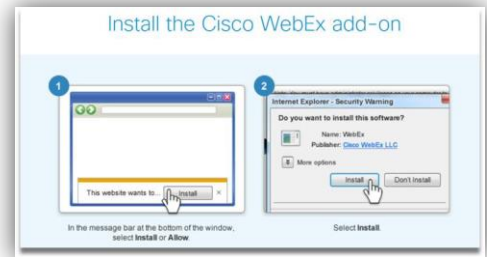 Install the Cisco WebEx add-on
1
This website wants to...
Install
×
In the message bar at the bottom of the window,
select Install or Allow.
2
Internet Explorer - Security Warning
Do you want to install this software?
Name: WebEx
Publisher: Cisco WebEx LLC
More options
Install
Don't Install
Select Install.